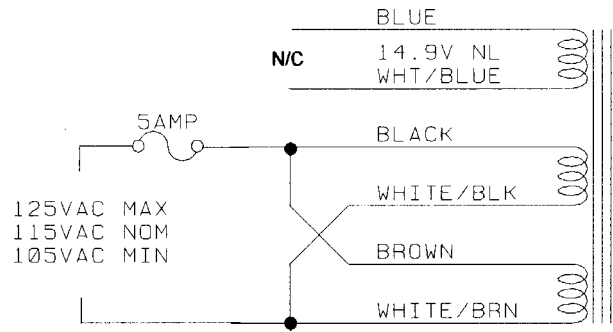 BLUE
N/C
14.9V NL
WHT/BLUE
5AMP
BLACK
WHITE/BLK
125VAC MAX
115VAC NOM
105VAC MIN
BROWN
WHITE/BRN